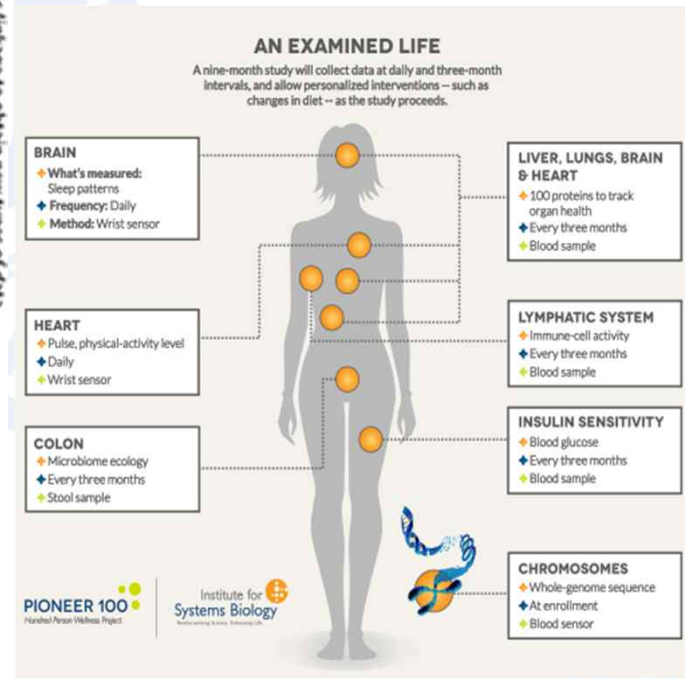 AN EXAMINED LIFE
A nine-month study will collect data at daily and three-month
intervals, and allow personalized interventions -- such as
changes in diet -- as the study proceeds.
BRAIN
What's measured:
Sleep patterns
Frequency: Daily
Method: Wrist sensor
HEART
Pulse, physical-activity level
Daily
Wrist sensor
COLON
Microbiome ecology
Every three months
Stool sample
LIVER, LUNGS, BRAIN
& HEART
100 proteins to track
organ health
Every three months
Blood sample
LYMPHATIC SYSTEM
Immune-cell activity
Every three months
Blood sample
INSULIN SENSITIVITY
Blood glucose
Every three months
Blood sample
CHROMOSOMES
Whole-genome sequence
At enrollment
Blood sensor
PIONEER 100
Hundred Person Wellness Project
Institute for
Systems Biology